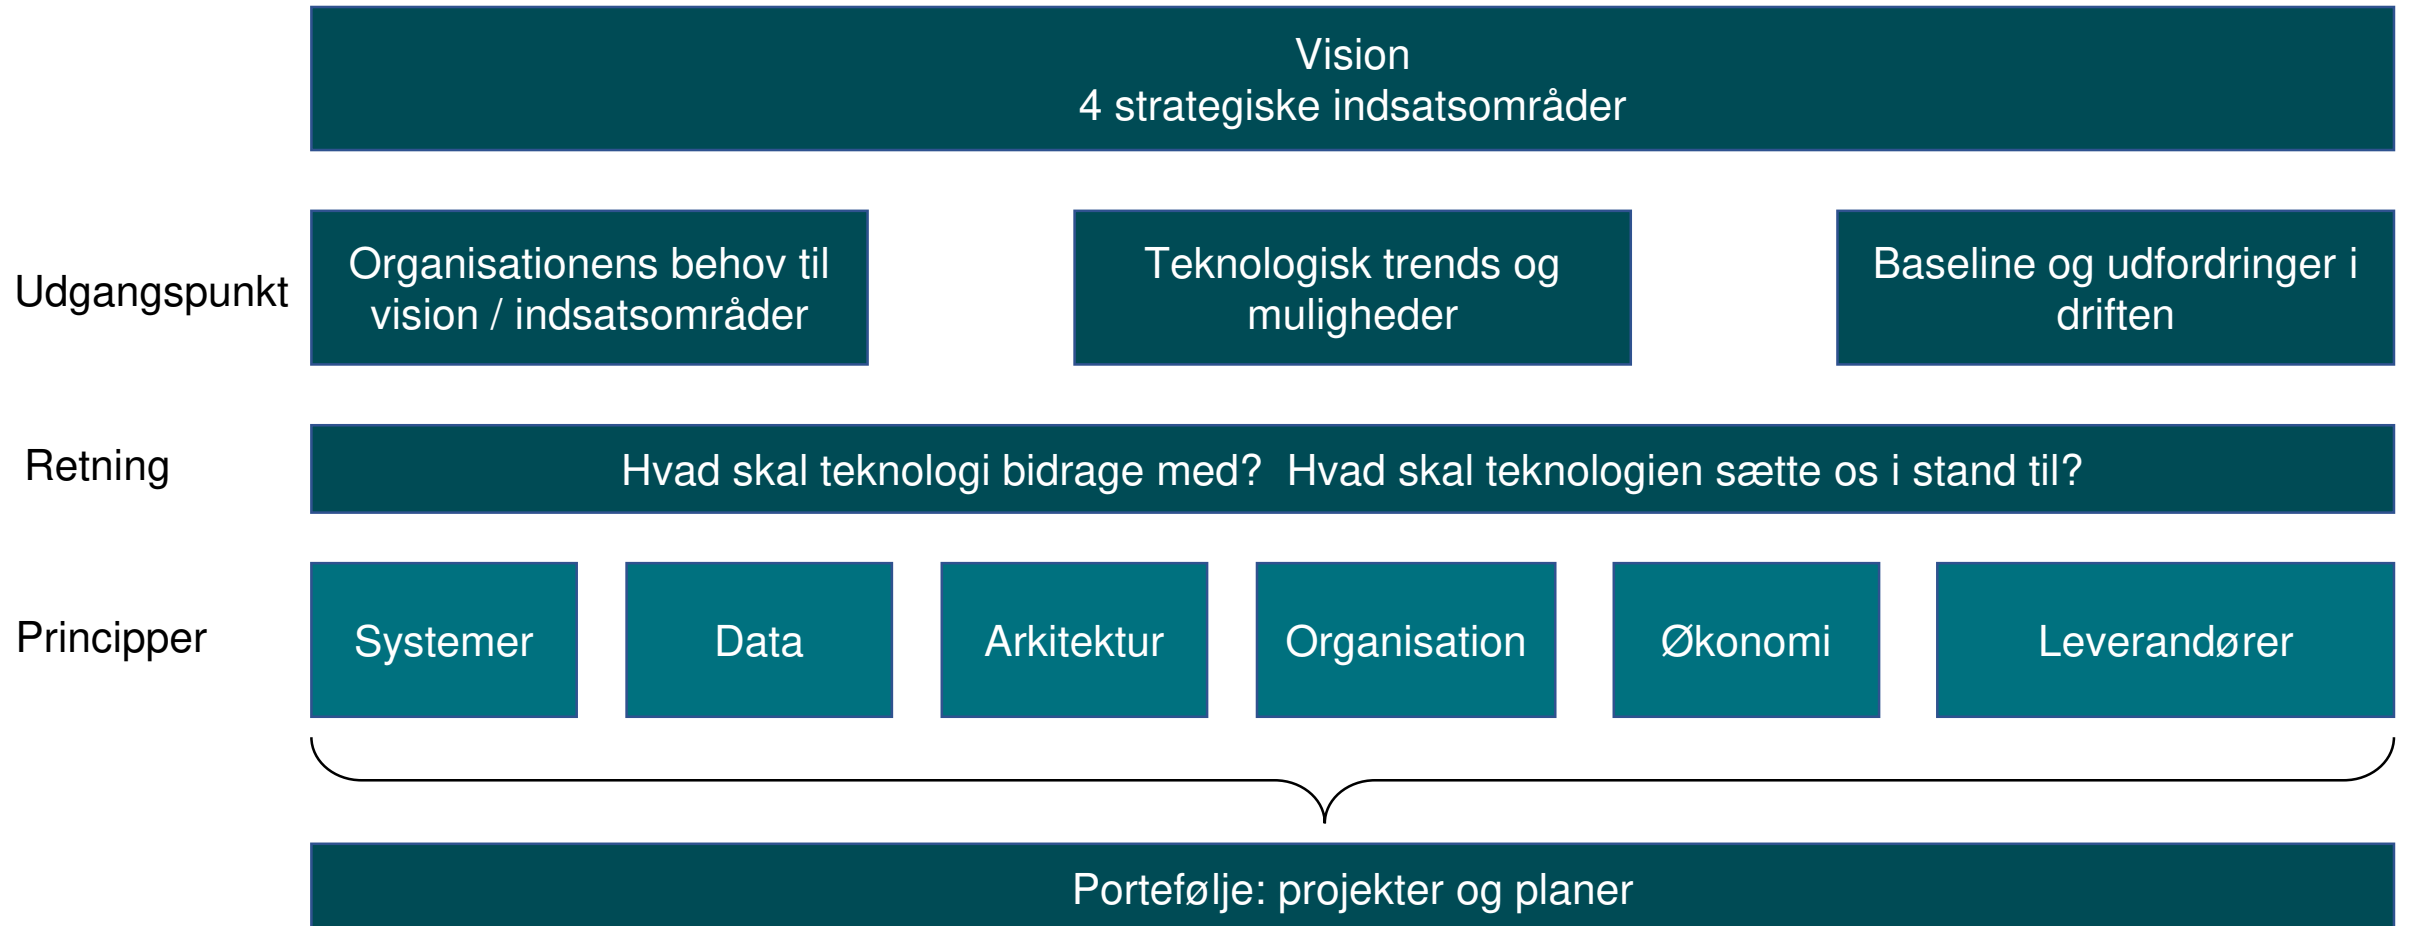 Vision
4 strategiske indsatsområder
Udgangspunkt
Organisationens behov til
vision / indsatsområder
Teknologisk trends og
muligheder
Baseline og udfordringer i
driften
Retning
Hvad skal teknologi bidrage med?  Hvad skal teknologien sætte os i stand til?
Principper
Systemer
Data
Arkitektur
Organisation
Økonomi
Leverandører
Portefølje: projekter og planer